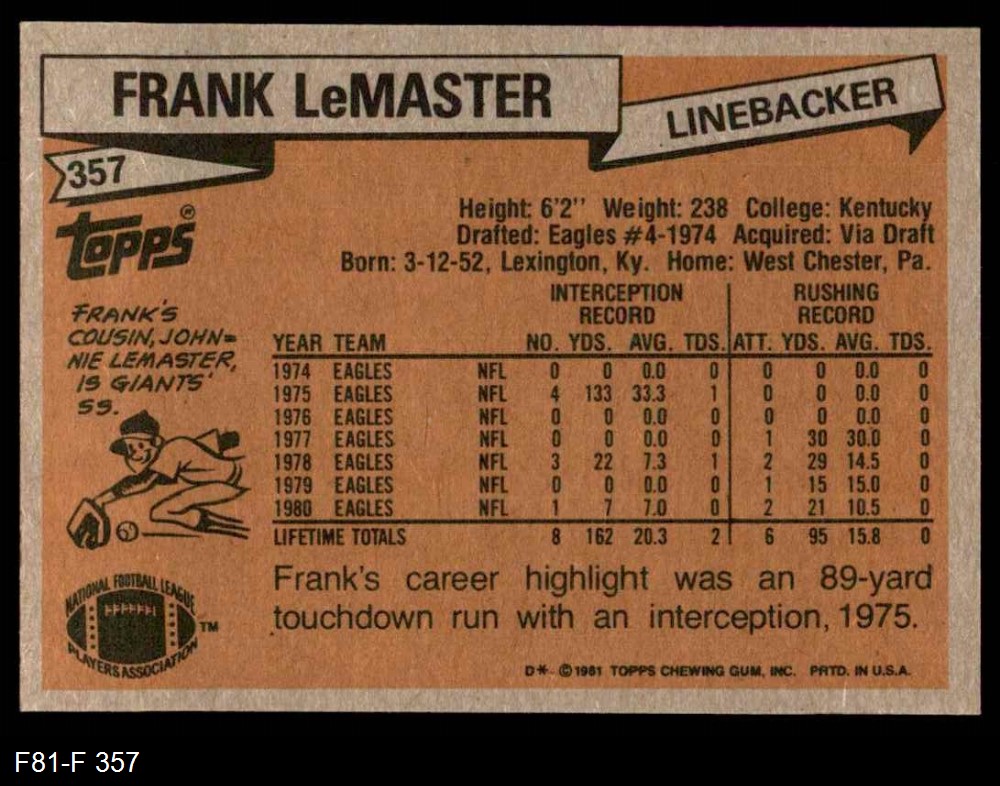 FRANK LeMASTER
LINEBACKER
357
TOPPS®
Height: 6'2'' Weight: 238 College: Kentucky
Drafted: Eagles #4-1974 Acquired: Via Draft
Born: 3-12-52, Lexington, Ky. Home: West Chester, Pa.
FRANK'S
COUSIN, JOHN-
NIE LEMASTER,
IS GIANTS'
SS.
INTERCEPTION RUSHING
RECORD RECORD
YEAR TEAM NO. YDS. AVG. TDS. ATT. YDS. AVG. TDS.
1974 EAGLES NFL 0 0 0.0 0 0 0 0.0 0
1975 EAGLES NFL 4 133 33.3 1 0 0 0.0 0
1976 EAGLES NFL 0 0 0.0 0 0 0 0.0 0
1977 EAGLES NFL 0 0 0.0 0 1 30 30.0 0
1978 EAGLES NFL 3 22 7.3 1 2 29 14.5 0
1979 EAGLES NFL 0 0 0.0 0 1 15 15.0 0
1980 EAGLES NFL 1 7 7.0 0 2 21 10.5 0
LIFETIME TOTALS 8 162 20.3 2 6 95 15.8 0
NATIONAL FOOTBALL LEAGUE
PLAYERS ASSOCIATION
TM
Frank's career highlight was an 89-yard
touchdown run with an interception, 1975.
D* ©1981 TOPPS CHEWING GUM, INC. PRTD. IN U.S.A.
F81-F 357